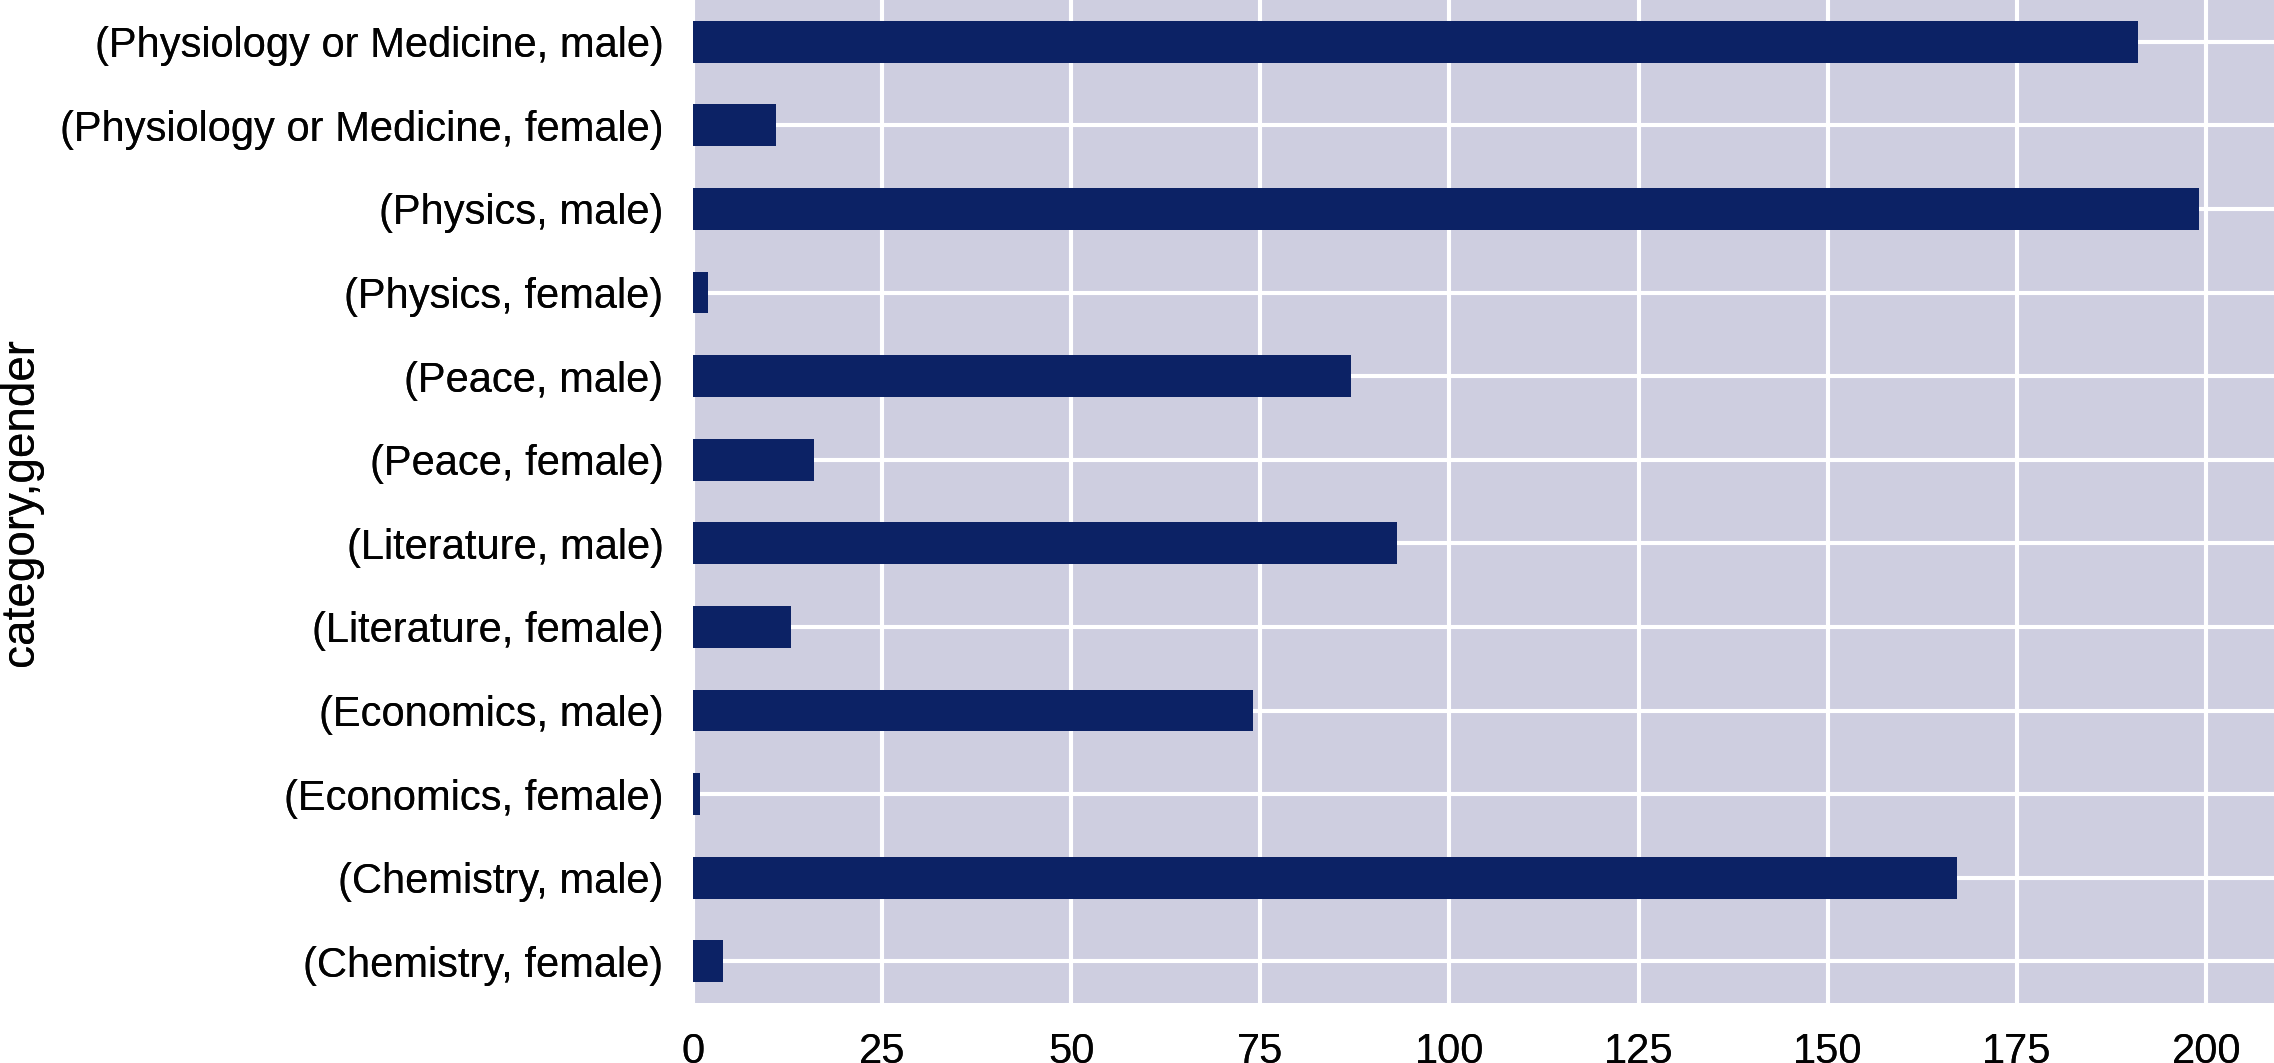 (Physiology or Medicine, male)
(Physiology or Medicine, female)
(Physics, male)
(Physics, female)
(Peace, male)
(Peace, female)
(Literature, male)
(Literature, female)
(Economics, male)
(Economics, female)
(Chemistry, male)
(Chemistry, female)
category,gender
0 25 50 75 100 125 150 175 200